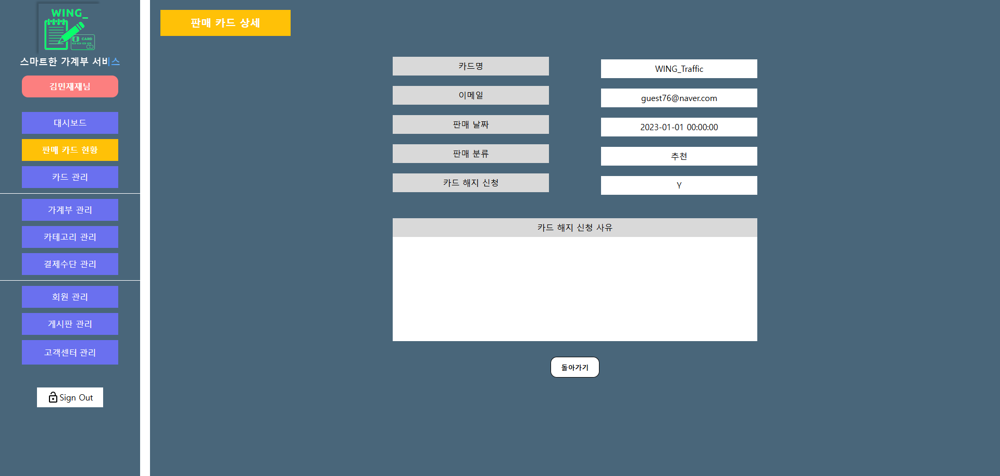 WING_
CARD
스마트한 가계부 서비스
김민재재님
대시보드
판매 카드 현황
카드 관리
가계부 관리
카테고리 관리
결제수단 관리
회원 관리
게시판 관리
고객센터 관리
Sign Out
판매 카드 상세
카드명
WING_Traffic
이메일
guest76@naver.com
판매 날짜
2023-01-01 00:00:00
판매 분류
추천
카드 해지 신청
Y
카드 해지 신청 사유
돌아가기